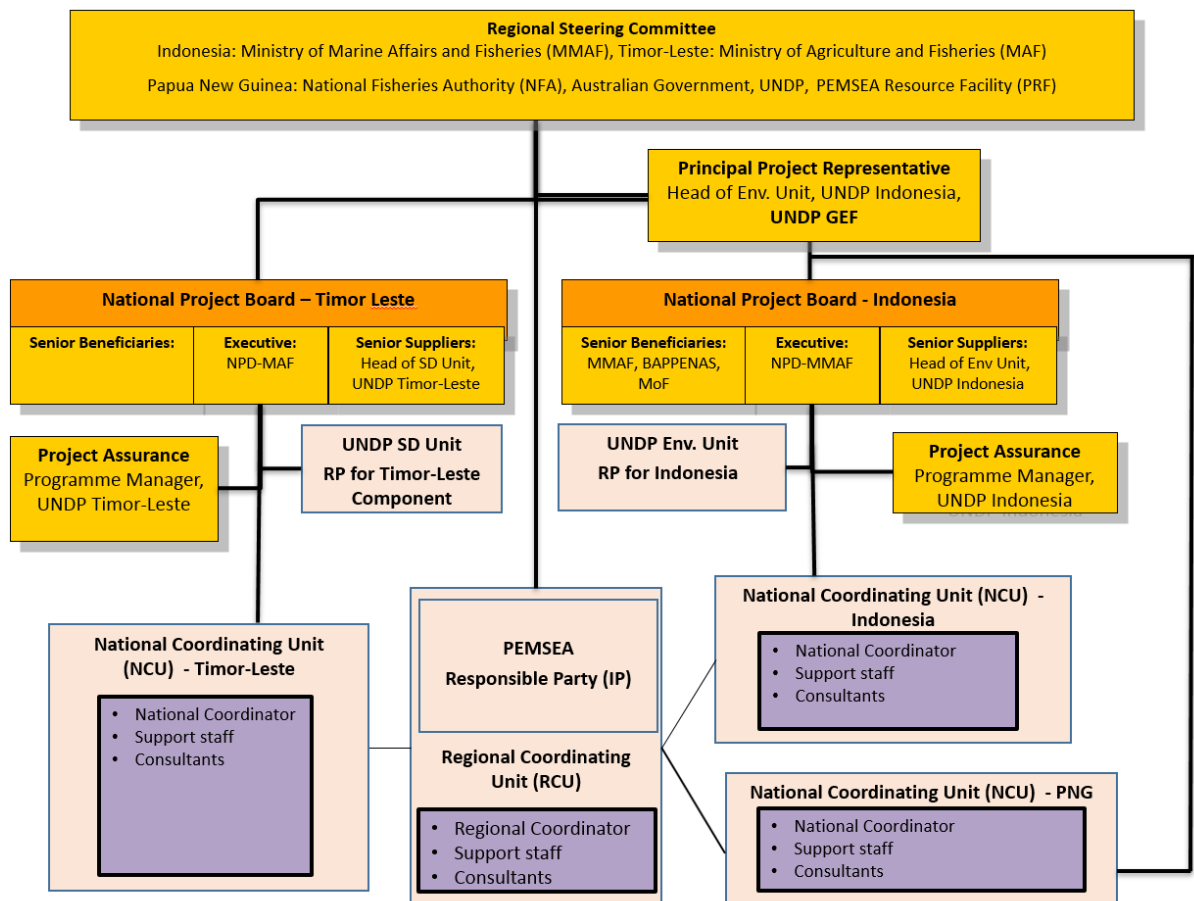 Regional Steering Committee
Indonesia: Ministry of Marine Affairs and Fisheries (MMAF), Timor-Leste: Ministry of Agriculture and Fisheries (MAF)
Papua New Guinea: National Fisheries Authority (NFA), Australian Government, UNDP, PEMSEA Resource Facility (PRF)
Principal Project Representative
Head of Env. Unit, UNDP Indonesia,
UNDP GEF
National Project Board – Timor Leste
Senior Beneficiaries:
Executive:
NPD-MAF
Senior Suppliers:
Head of SD Unit,
UNDP Timor-Leste
National Project Board - Indonesia
Senior Beneficiaries:
MMAF, BAPPENAS,
MoF
Executive:
NPD-MMAF
Senior Suppliers:
Head of Env Unit,
UNDP Indonesia
Project Assurance
Programme Manager,
UNDP Timor-Leste
UNDP SD Unit
RP for Timor-Leste
Component
UNDP Env. Unit
RP for Indonesia
Project Assurance
Programme Manager,
UNDP Indonesia
National Coordinating Unit
(NCU) - Timor-Leste
• National Coordinator
• Support staff
• Consultants
PEMSEA
Responsible Party (IP)
Regional Coordinating
Unit (RCU)
• Regional Coordinator
• Support staff
• Consultants
National Coordinating Unit (NCU) -
Indonesia
• National Coordinator
• Support staff
• Consultants
National Coordinating Unit (NCU) - PNG
• National Coordinator
• Support staff
• Consultants